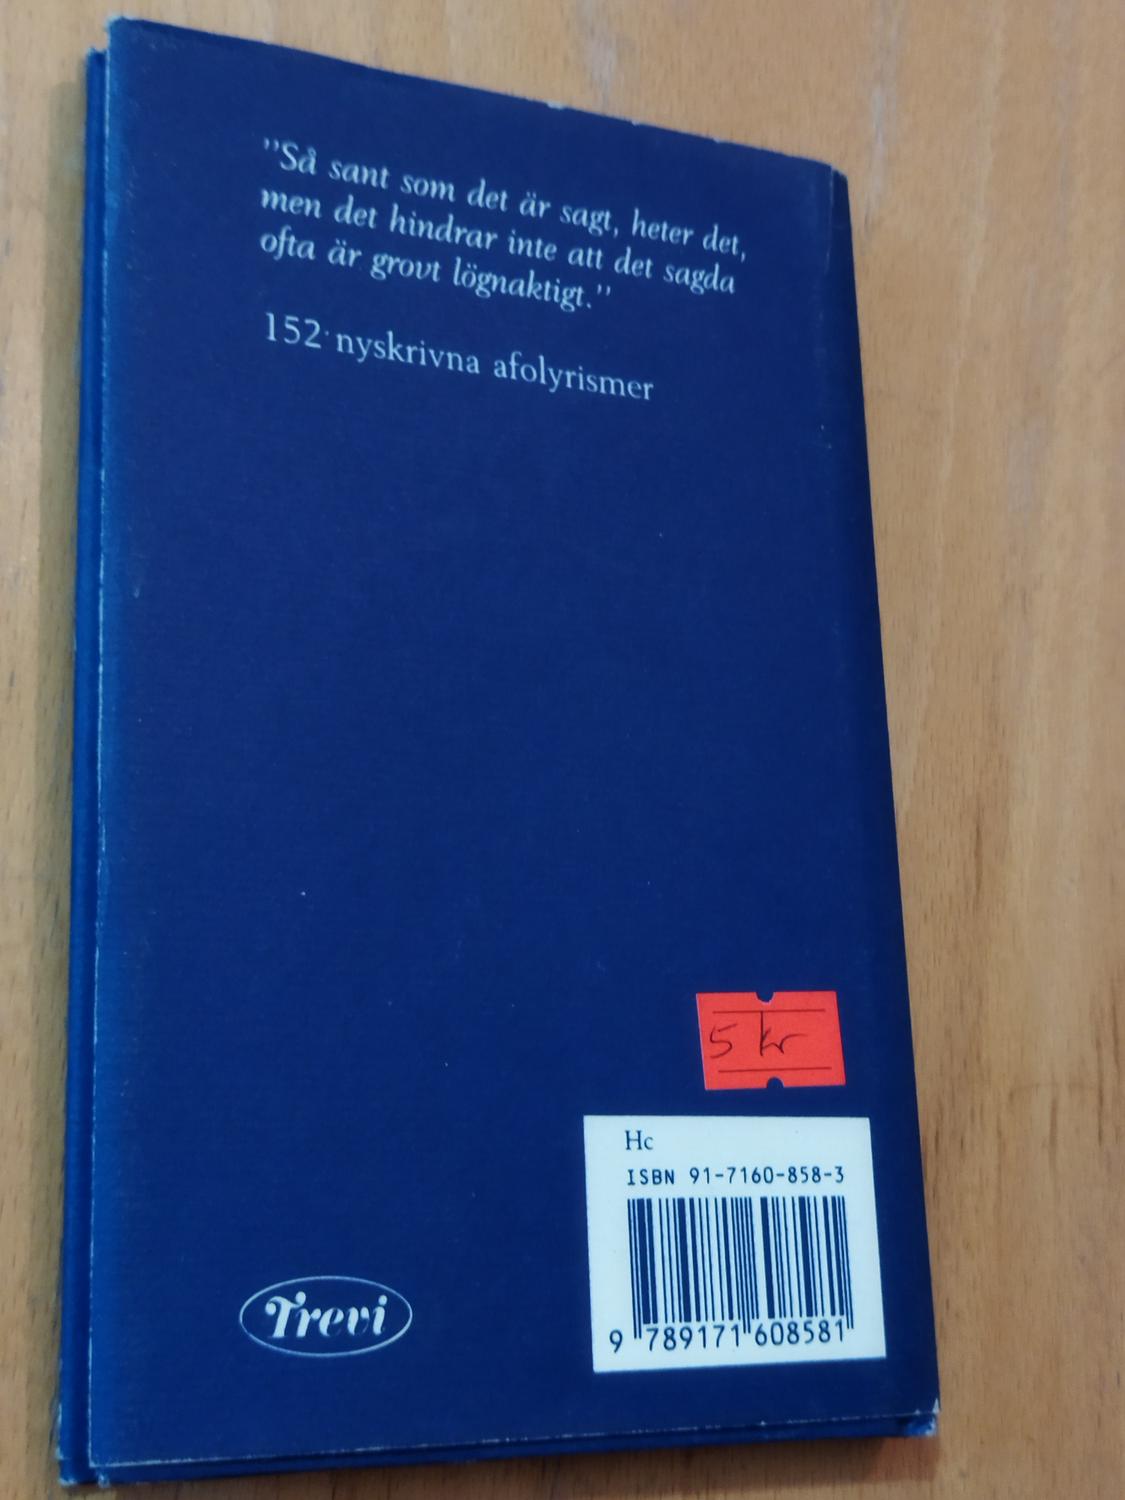 ”Så sant som det är sagt, heter det,
men det hindrar inte att det sagda
ofta är grovt lögnaktigt.”
152 nyskrivna afolyrismer
5 kr
Hc
ISBN 91-7160-858-3
9 789171 608581
Trevi